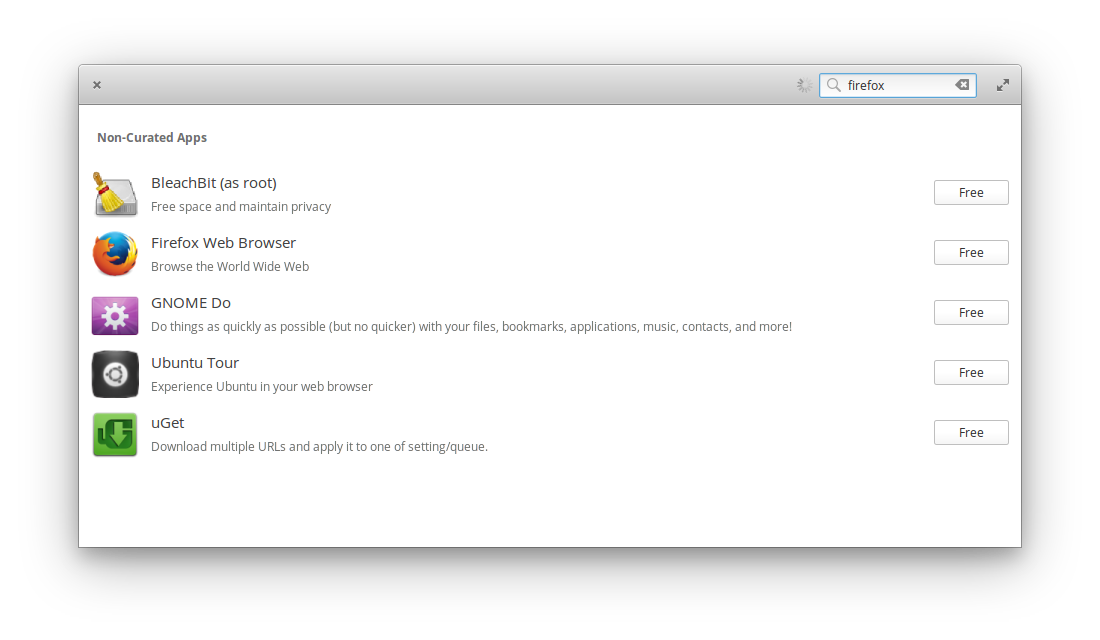 firefox
Non-Curated Apps
BleachBit (as root)
Free space and maintain privacy
Free
Firefox Web Browser
Browse the World Wide Web
Free
GNOME Do
Do things as quickly as possible (but no quicker) with your files, bookmarks, applications, music, contacts, and more!
Free
Ubuntu Tour
Experience Ubuntu in your web browser
Free
uGet
Download multiple URLs and apply it to one of setting/queue.
Free